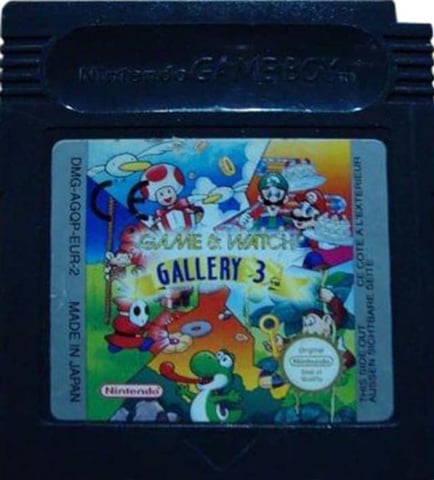 Nintendo GAME BOY TM
CE
DMG-AGQP-EUR-2
MADE IN JAPAN
GAME & WATCH
GALLERY 3
Nintendo
Original
Nintendo
Seal of
Quality
THIS SIDE OUT
CE COTE A L'EXTERIEUR
AUSSEN SICHTBARE SEITE